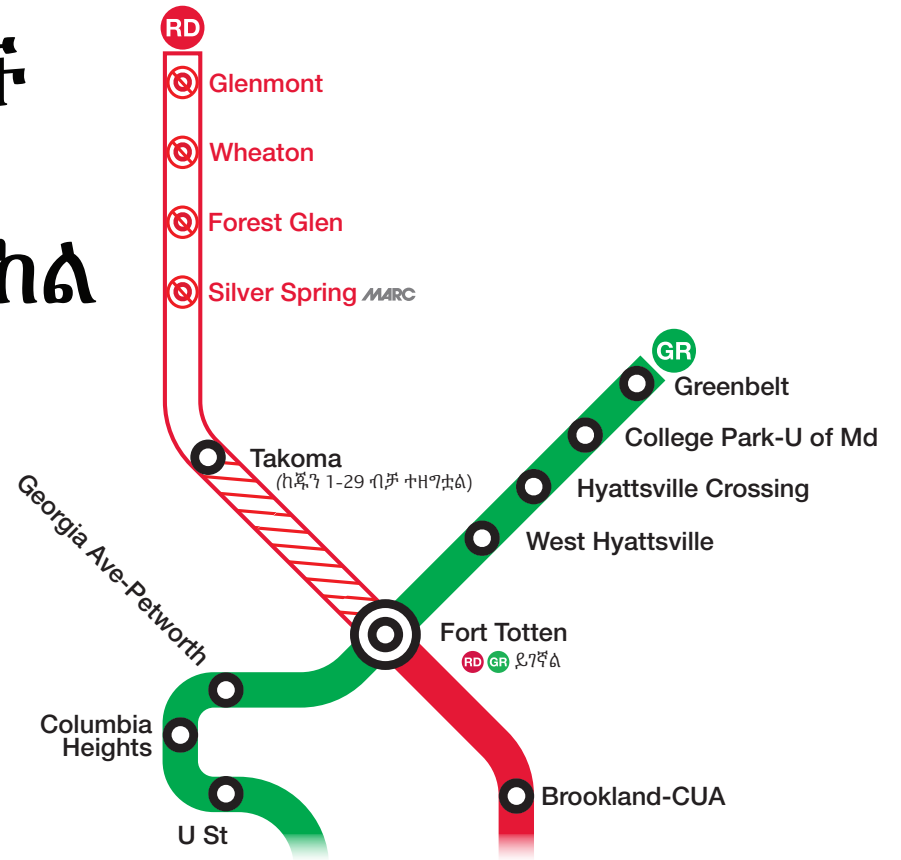 RD
Glenmont
Wheaton
Forest Glen
Silver Spring MARC
GR
Greenbelt
College Park-U of Md
Takoma
(ከጁን 1-29 ብቻ ተዘግቷል)
Hyattsville Crossing
West Hyattsville
Georgia Ave-Petworth
Fort Totten
RD GR ይገኛል
Columbia
Heights
Brookland-CUA
U St